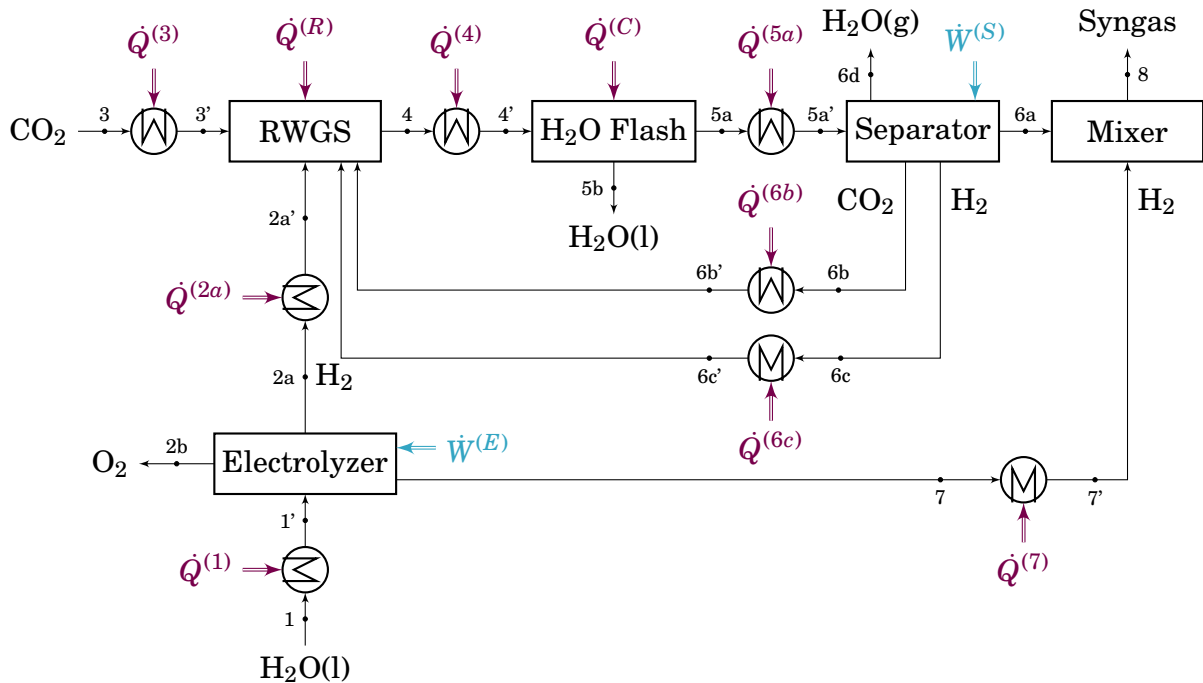 H₂O(g)
Syngas
Q̇⁽³⁾
Q̇⁽ᴿ⁾
Q̇⁽⁴⁾
Q̇⁽ᶜ⁾
Q̇⁽⁵ᵃ⁾
Ẇ⁽ˢ⁾
6d
8
CO₂
3
3'
RWGS
4
4'
H₂O Flash
5a
5a'
Separator
6a
Mixer
5b
H₂O(l)
CO₂
H₂
H₂
2a'
Q̇⁽⁶ᵇ⁾
6b'
6b
Q̇⁽²ᵃ⁾
6c'
6c
2a
H₂
Q̇⁽⁶ᶜ⁾
O₂
2b
Electrolyzer
Ẇ⁽ᴱ⁾
7
7'
1'
Q̇⁽¹⁾
Q̇⁽⁷⁾
1
H₂O(l)